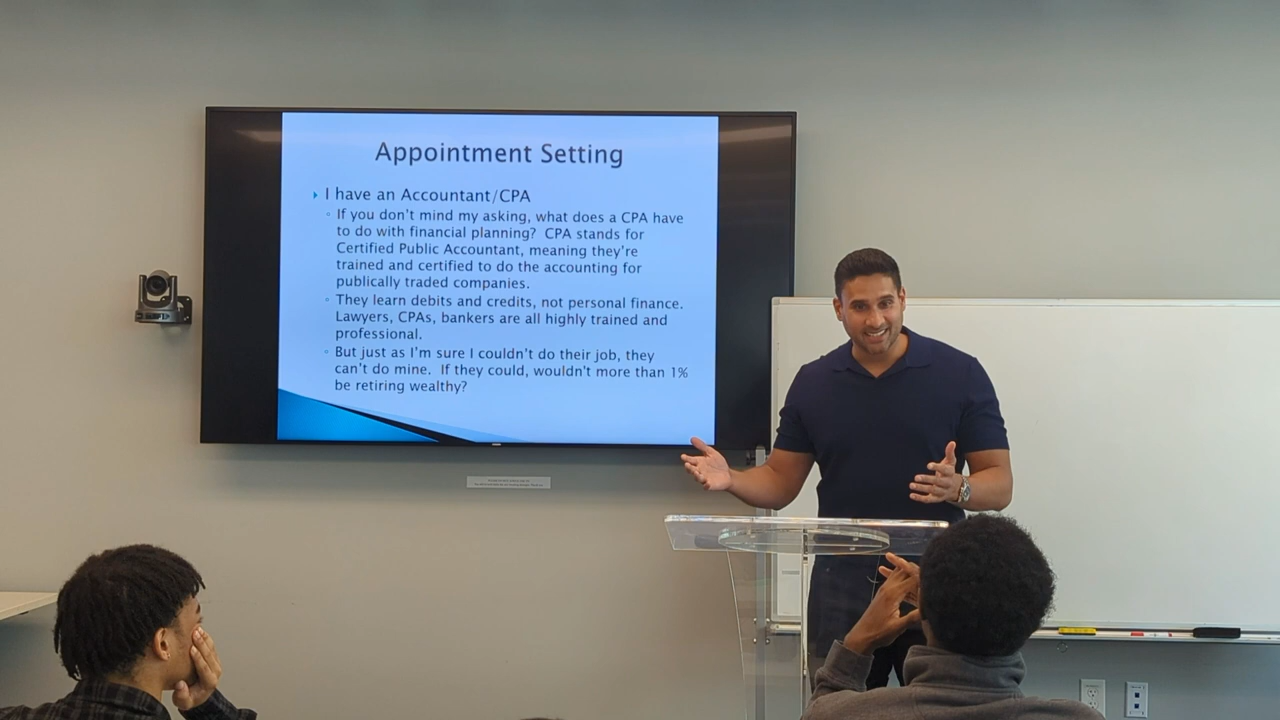 Appointment Setting
I have an Accountant/CPA
If you don't mind my asking, what does a CPA have
to do with financial planning?  CPA stands for
Certified Public Accountant, meaning they're
trained and certified to do the accounting for
publically traded companies.
They learn debits and credits, not personal finance.
Lawyers, CPAs, bankers are all highly trained and
professional.
But just as I'm sure I couldn't do their job, they
can't do mine.  If they could, wouldn't more than 1%
be retiring wealthy?